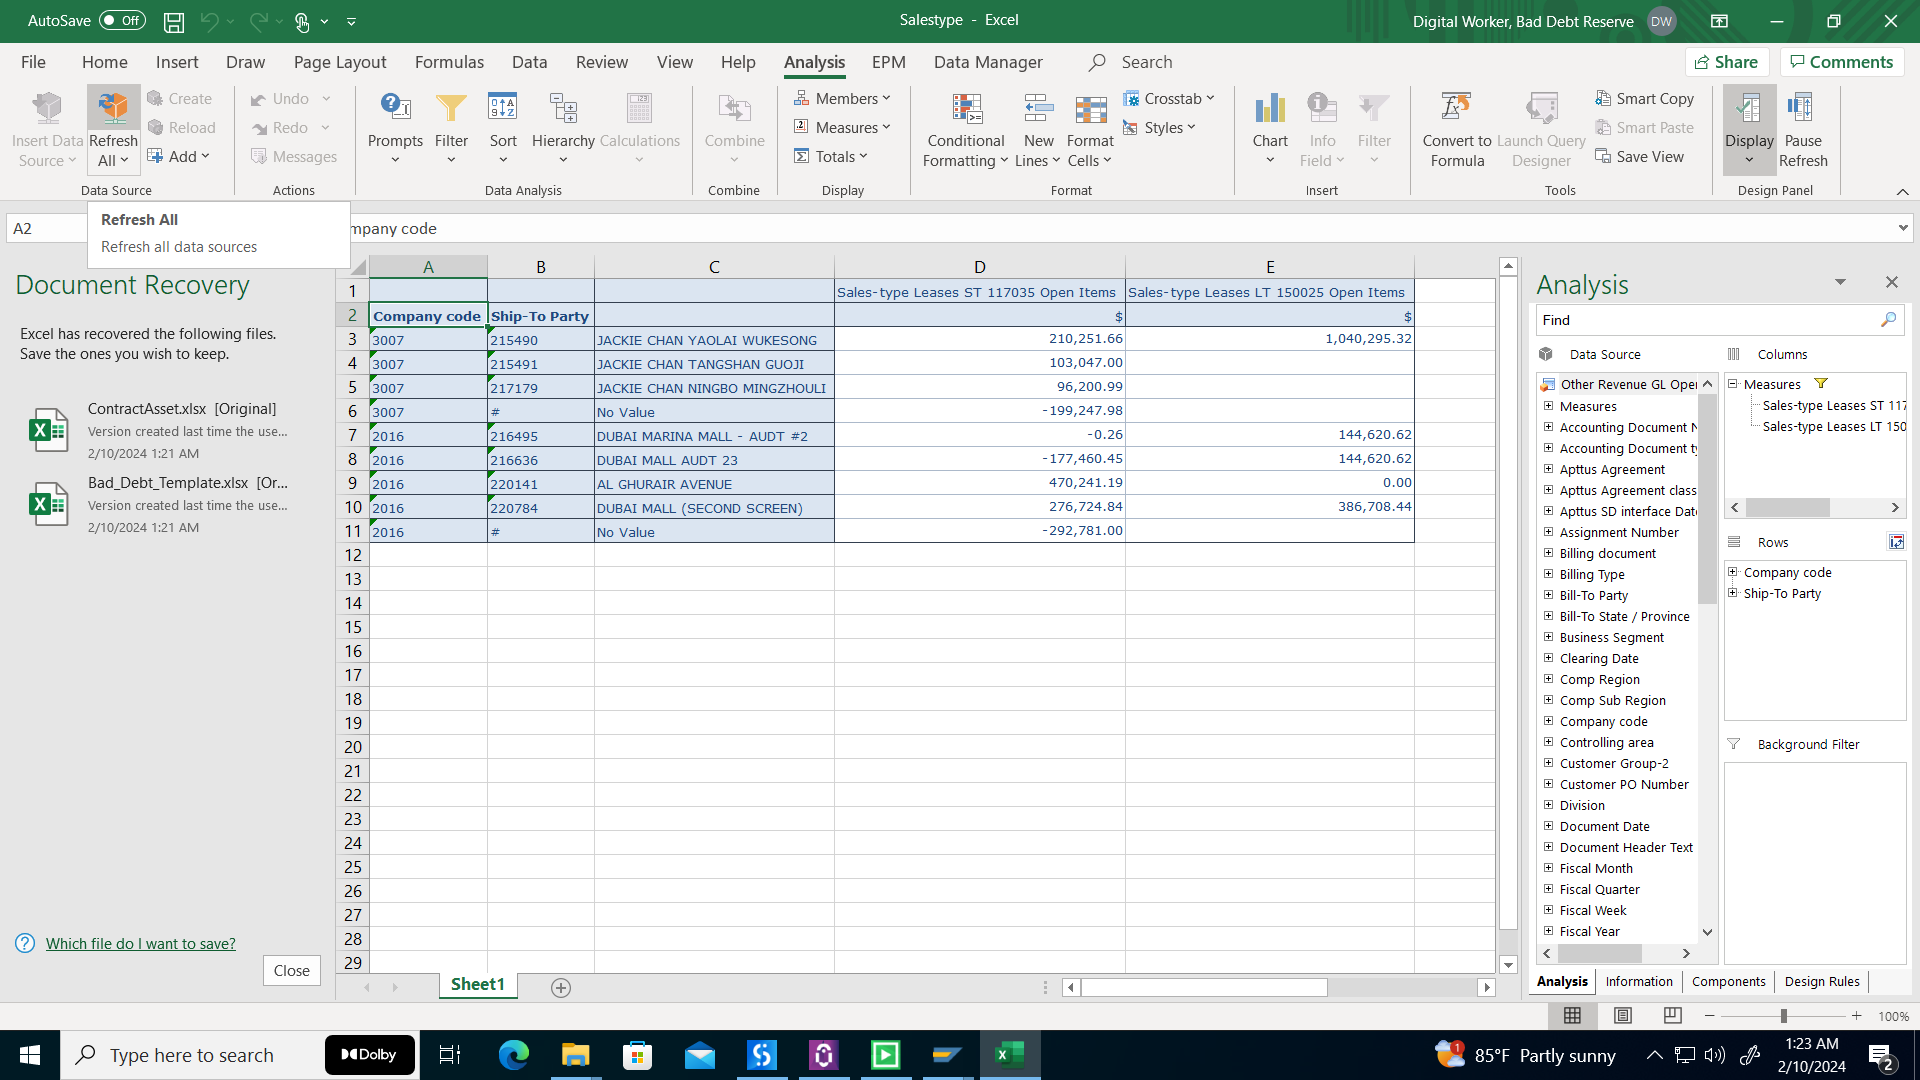 AutoSave Off
Salestype - Excel
Digital Worker, Bad Debt Reserve DW
File Home Insert Draw Page Layout Formulas Data Review View Help Analysis EPM Data Manager Search Share Comments
Insert Data Source
Refresh All
Create
Reload
Add
Data Source
Undo
Redo
Messages
Actions
Prompts Filter Sort Hierarchy Calculations
Data Analysis
Combine
Combine
Members
Measures
Totals
Display
Conditional Formatting
New Lines
Format Cells
Crosstab
Styles
Format
Chart
Info Field
Filter
Insert
Convert to Formula
Launch Query Designer
Smart Copy
Smart Paste
Save View
Tools
Display
Pause Refresh
Design Panel
A2
mpany code
Refresh All
Refresh all data sources
Document Recovery
Excel has recovered the following files.
Save the ones you wish to keep.
ContractAsset.xlsx [Original]
Version created last time the use...
2/10/2024 1:21 AM
Bad_Debt_Template.xlsx [Or...
Version created last time the use...
2/10/2024 1:21 AM
Which file do I want to save?
Close
A B C D E
1 Sales-type Leases ST 117035 Open Items Sales-type Leases LT 150025 Open Items
2 Company code Ship-To Party $ $
3 3007 215490 JACKIE CHAN YAOLAI WUKESONG 210,251.66 1,040,295.32
4 3007 215491 JACKIE CHAN TANGSHAN GUOJI 103,047.00
5 3007 217179 JACKIE CHAN NINGBO MINGZHOULI 96,200.99
6 3007 # No Value -199,247.98
7 2016 216495 DUBAI MARINA MALL - AUDT #2 -0.26 144,620.62
8 2016 216636 DUBAI MALL AUDT 23 -177,460.45 144,620.62
9 2016 220141 AL GHURAIR AVENUE 470,241.19 0.00
10 2016 220784 DUBAI MALL (SECOND SCREEN) 276,724.84 386,708.44
11 2016 # No Value -292,781.00
12
13
14
15
16
17
18
19
20
21
22
23
24
25
26
27
28
29
Sheet1
Analysis
Find
Data Source
Other Revenue GL Oper
Measures
Accounting Document N
Accounting Document ty
Apttus Agreement
Apttus Agreement class
Apttus SD interface Date
Assignment Number
Billing document
Billing Type
Bill-To Party
Bill-To State / Province
Business Segment
Clearing Date
Comp Region
Comp Sub Region
Company code
Controlling area
Customer Group-2
Customer PO Number
Division
Document Date
Document Header Text
Fiscal Month
Fiscal Quarter
Fiscal Week
Fiscal Year
Columns
Measures
Sales-type Leases ST 117
Sales-type Leases LT 150
Rows
Company code
Ship-To Party
Background Filter
Analysis Information Components Design Rules
100%
Type here to search
Dolby
85°F Partly sunny
1:23 AM
2/10/2024
2